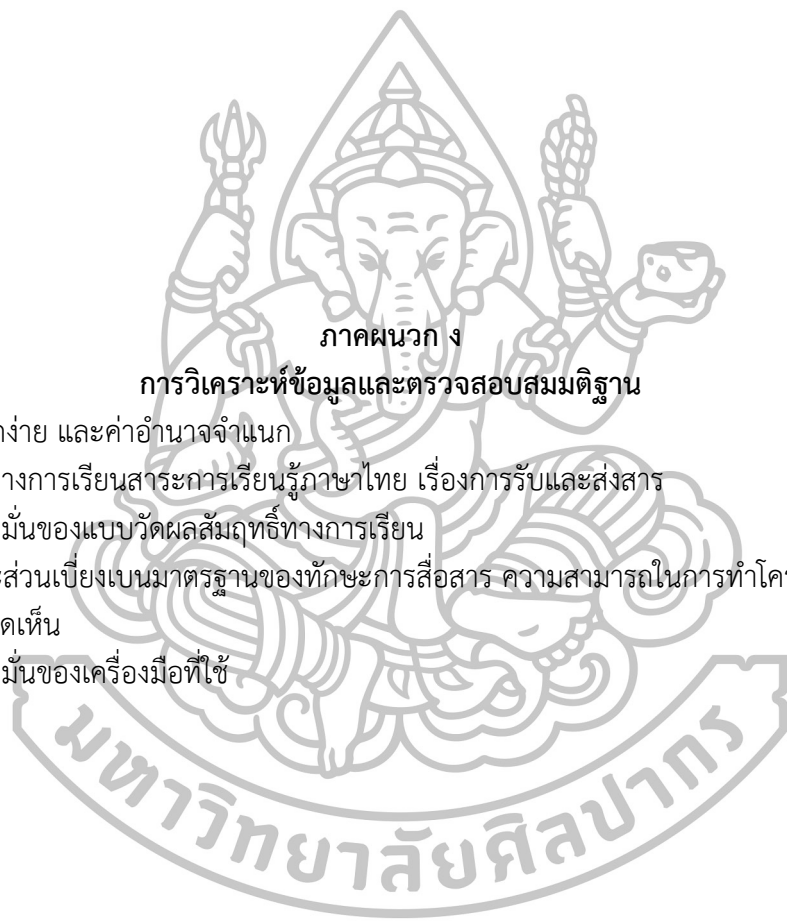 ภาคผนวก ง
การวิเคราะห์ข้อมูลและตรวจสอบสมมติฐาน
ง่าย และค่าอำนาจจำแนก
างการเรียนสาระการเรียนรู้ภาษาไทย เรื่องการรับและส่งสาร
มั่นของแบบวัดผลสัมฤทธิ์ทางการเรียน
ะส่วนเบี่ยงเบนมาตรฐานของทักษะการสื่อสาร ความสามารถในการทำโคร
ดเห็น
มั่นของเครื่องมือที่ใช้
มหาวิทยาลัยศิลปากร